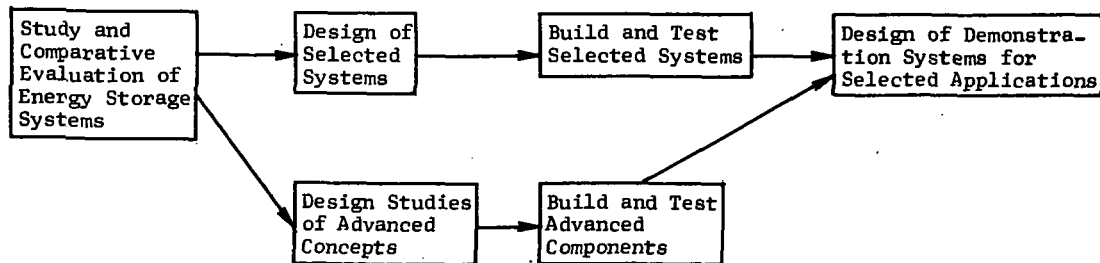 Study and
Comparative
Evaluation of
Energy Storage
Systems
Design of
Selected
Systems
Build and Test
Selected Systems
Design of Demonstra-
tion Systems for
Selected Applications
Design Studies
of Advanced
Concepts
Build and Test
Advanced
Components